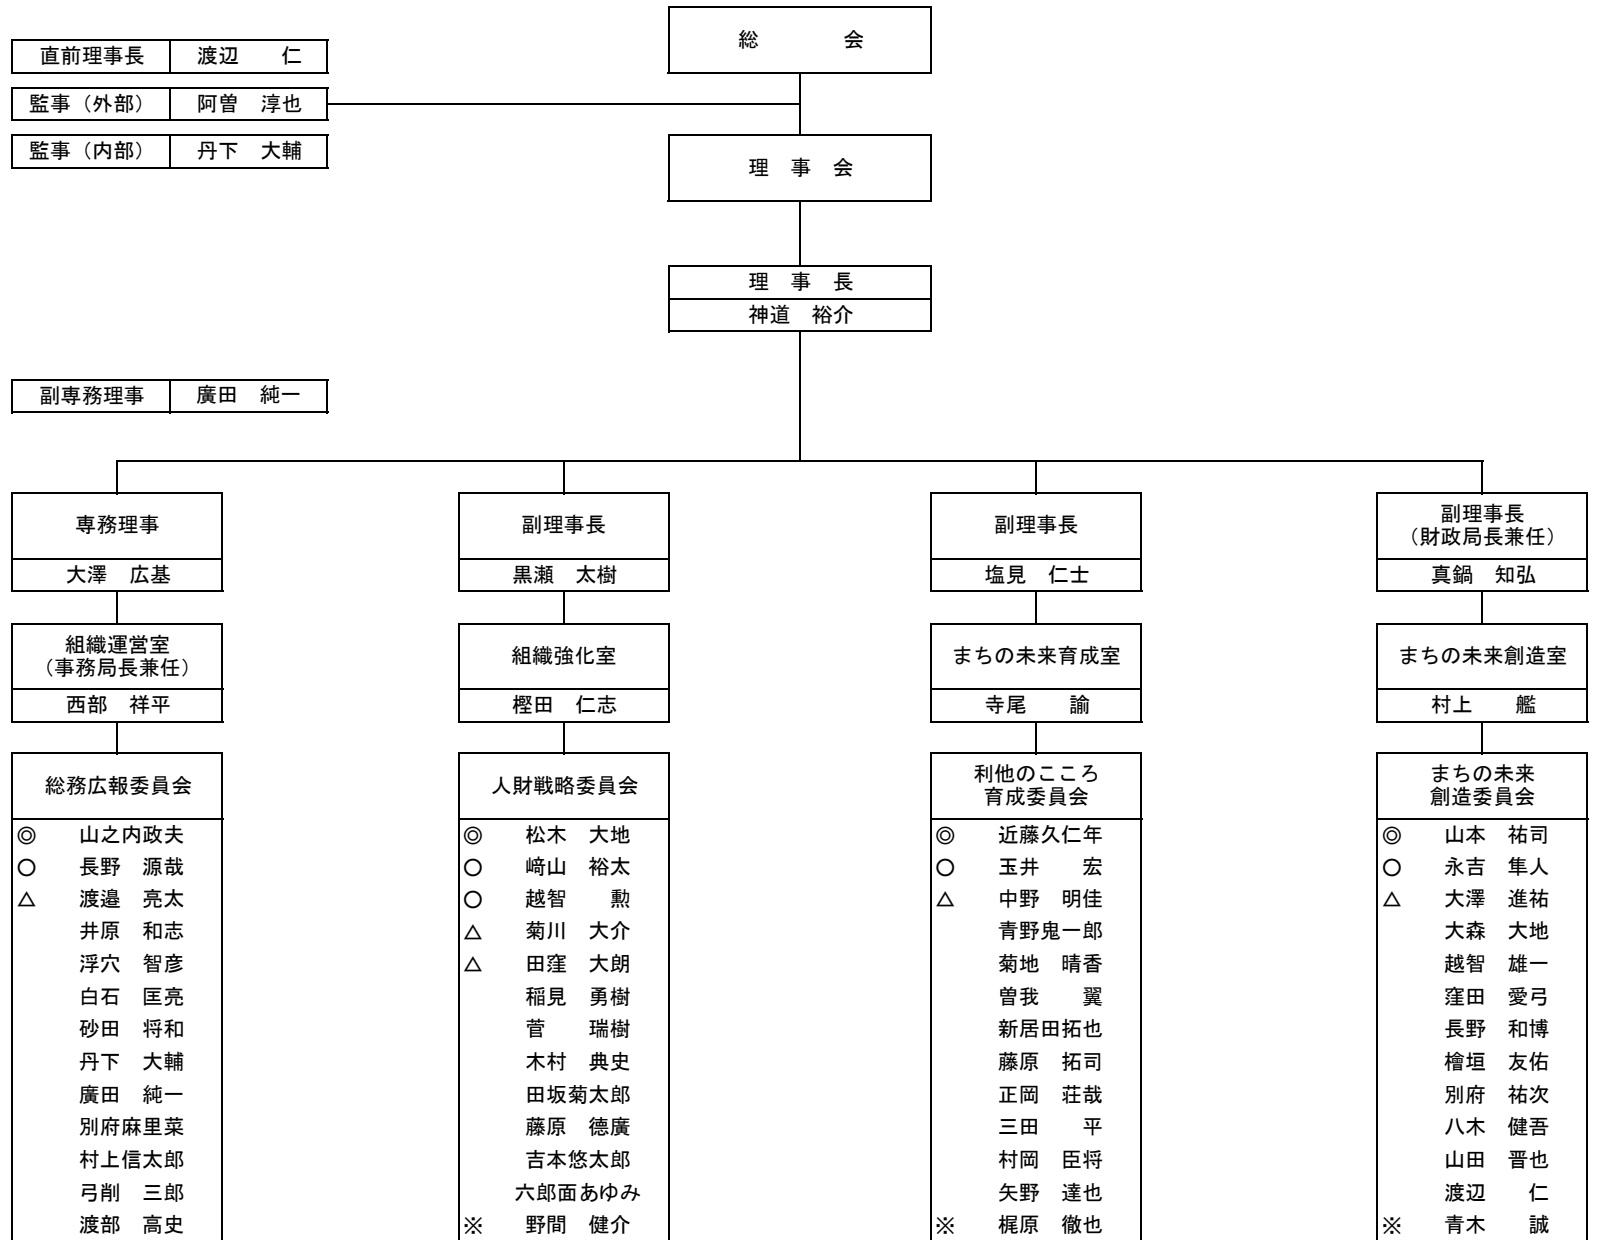 総　　　　会
直前理事長　渡辺　　仁
監事（外部）　阿曽　淳也
監事（内部）　丹下　大輔
理　事　会
理　事　長
神道　裕介
副専務理事　廣田　純一
専務理事
大澤　広基
組織運営室
（事務局長兼任）
西部　祥平
総務広報委員会
◎　山之内政夫
○　長野　源哉
△　渡邉　亮太
井原　和志
浮穴　智彦
白石　匡亮
砂田　将和
丹下　大輔
廣田　純一
別府麻里菜
村上信太郎
弓削　三郎
渡部　高史
副理事長
黒瀬　太樹
組織強化室
樫田　仁志
人財戦略委員会
◎　松木　大地
○　﨑山　裕太
○　越智　　勲
△　菊川　大介
△　田窪　大朗
稲見　勇樹
菅　　瑞樹
木村　典史
田坂菊太郎
藤原　德廣
吉本悠太郎
六郎面あゆみ
※　野間　健介
副理事長
塩見　仁士
まちの未来育成室
寺尾　　諭
利他のこころ
育成委員会
◎　近藤久仁年
○　玉井　　宏
△　中野　明佳
青野鬼一郎
菊地　晴香
曽我　　翼
新居田拓也
藤原　拓司
正岡　荘哉
三田　　平
村岡　臣将
矢野　達也
※　梶原　徹也
副理事長
（財政局長兼任）
真鍋　知弘
まちの未来創造室
村上　　艦
まちの未来
創造委員会
◎　山本　祐司
○　永吉　隼人
△　大澤　進祐
大森　大地
越智　雄一
窪田　愛弓
長野　和博
檜垣　友佑
別府　祐次
八木　健吾
山田　晋也
渡辺　　仁
※　青木　　誠